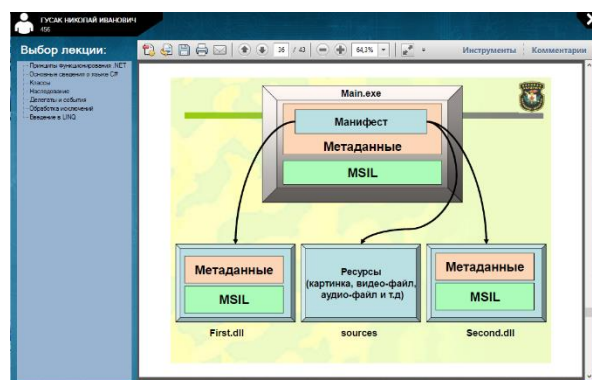 ГУСАК НИКОЛАЙ ИВАНОВИЧ
456
Выбор лекции:
36 / 43
64,3%
Инструменты
Комментарии
Принципы функционирования .NET
Основные сведения о языке C#
Классы
Наследование
Делегаты и события
Обработка исключений
Введение в LINQ
Main.exe
Манифест
Метаданные
MSIL
Метаданные
MSIL
First.dll
Ресурсы
(картинка, видео-файл,
аудио-файл и т.д)
sources
Метаданные
MSIL
Second.dll